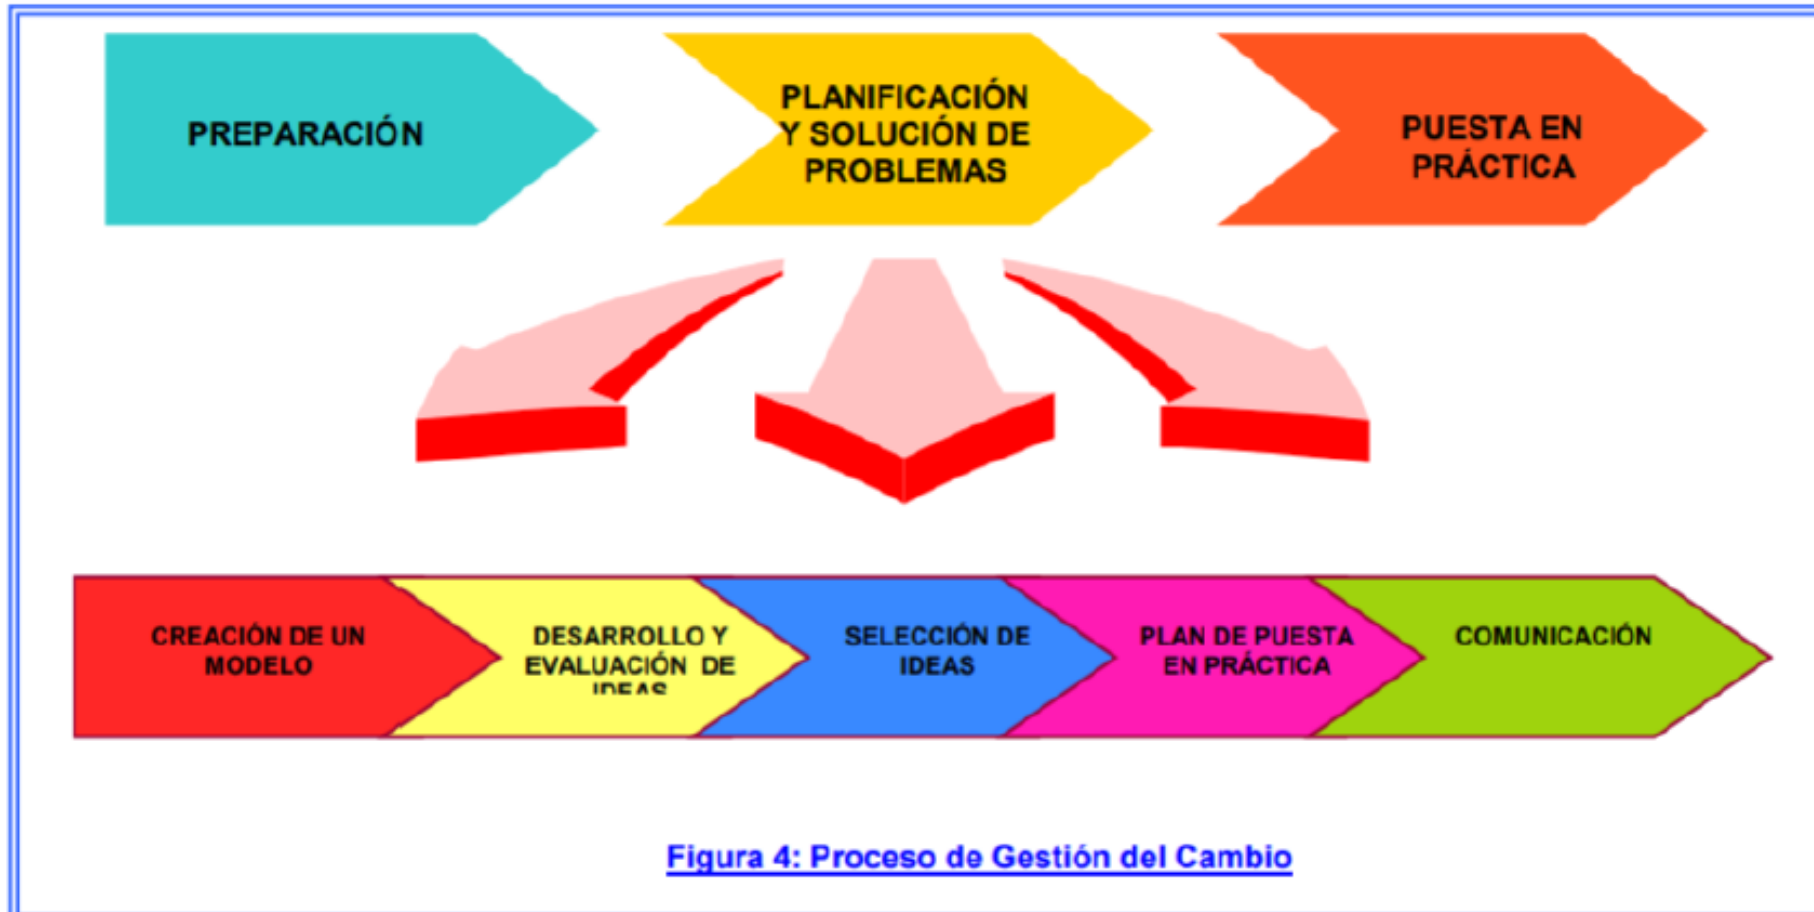 PREPARACIÓN
PLANIFICACIÓN
Y SOLUCIÓN DE
PROBLEMAS
PUESTA EN
PRÁCTICA
CREACIÓN DE UN
MODELO
DESARROLLO Y
EVALUACIÓN DE
IDEAS
SELECCIÓN DE
IDEAS
PLAN DE PUESTA
EN PRÁCTICA
COMUNICACIÓN
Figura 4: Proceso de Gestión del Cambio